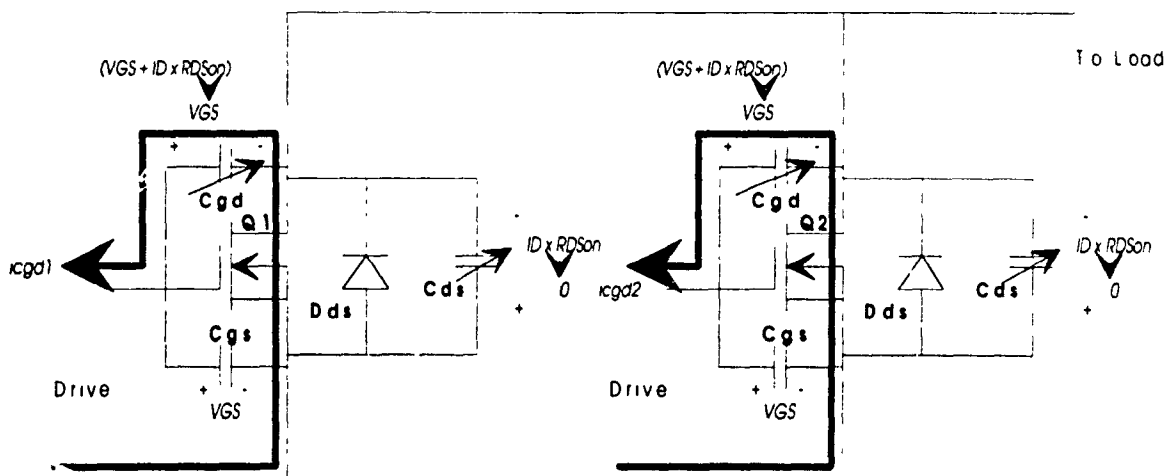 To Load
(VGS + ID x RDSon)
VGS
+ -
Cgd
Q1
icgd1
Cgs
Dds
Cds
-
ID x RDSon
0
+
Drive
+ -
VGS
(VGS + ID x RDSon)
VGS
+ -
Cgd
Q2
icgd2
Cgs
Dds
Cds
-
ID x RDSon
0
+
Drive
+ -
VGS